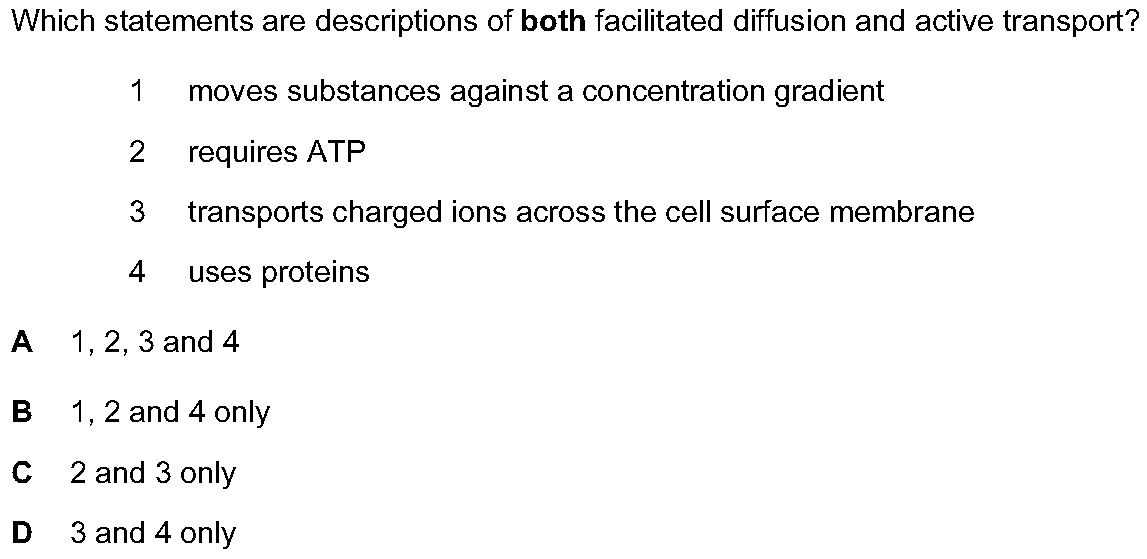 Which statements are descriptions of both facilitated diffusion and active transport?
1 moves substances against a concentration gradient
2 requires ATP
3 transports charged ions across the cell surface membrane
4 uses proteins
A 1, 2, 3 and 4
B 1, 2 and 4 only
C 2 and 3 only
D 3 and 4 only